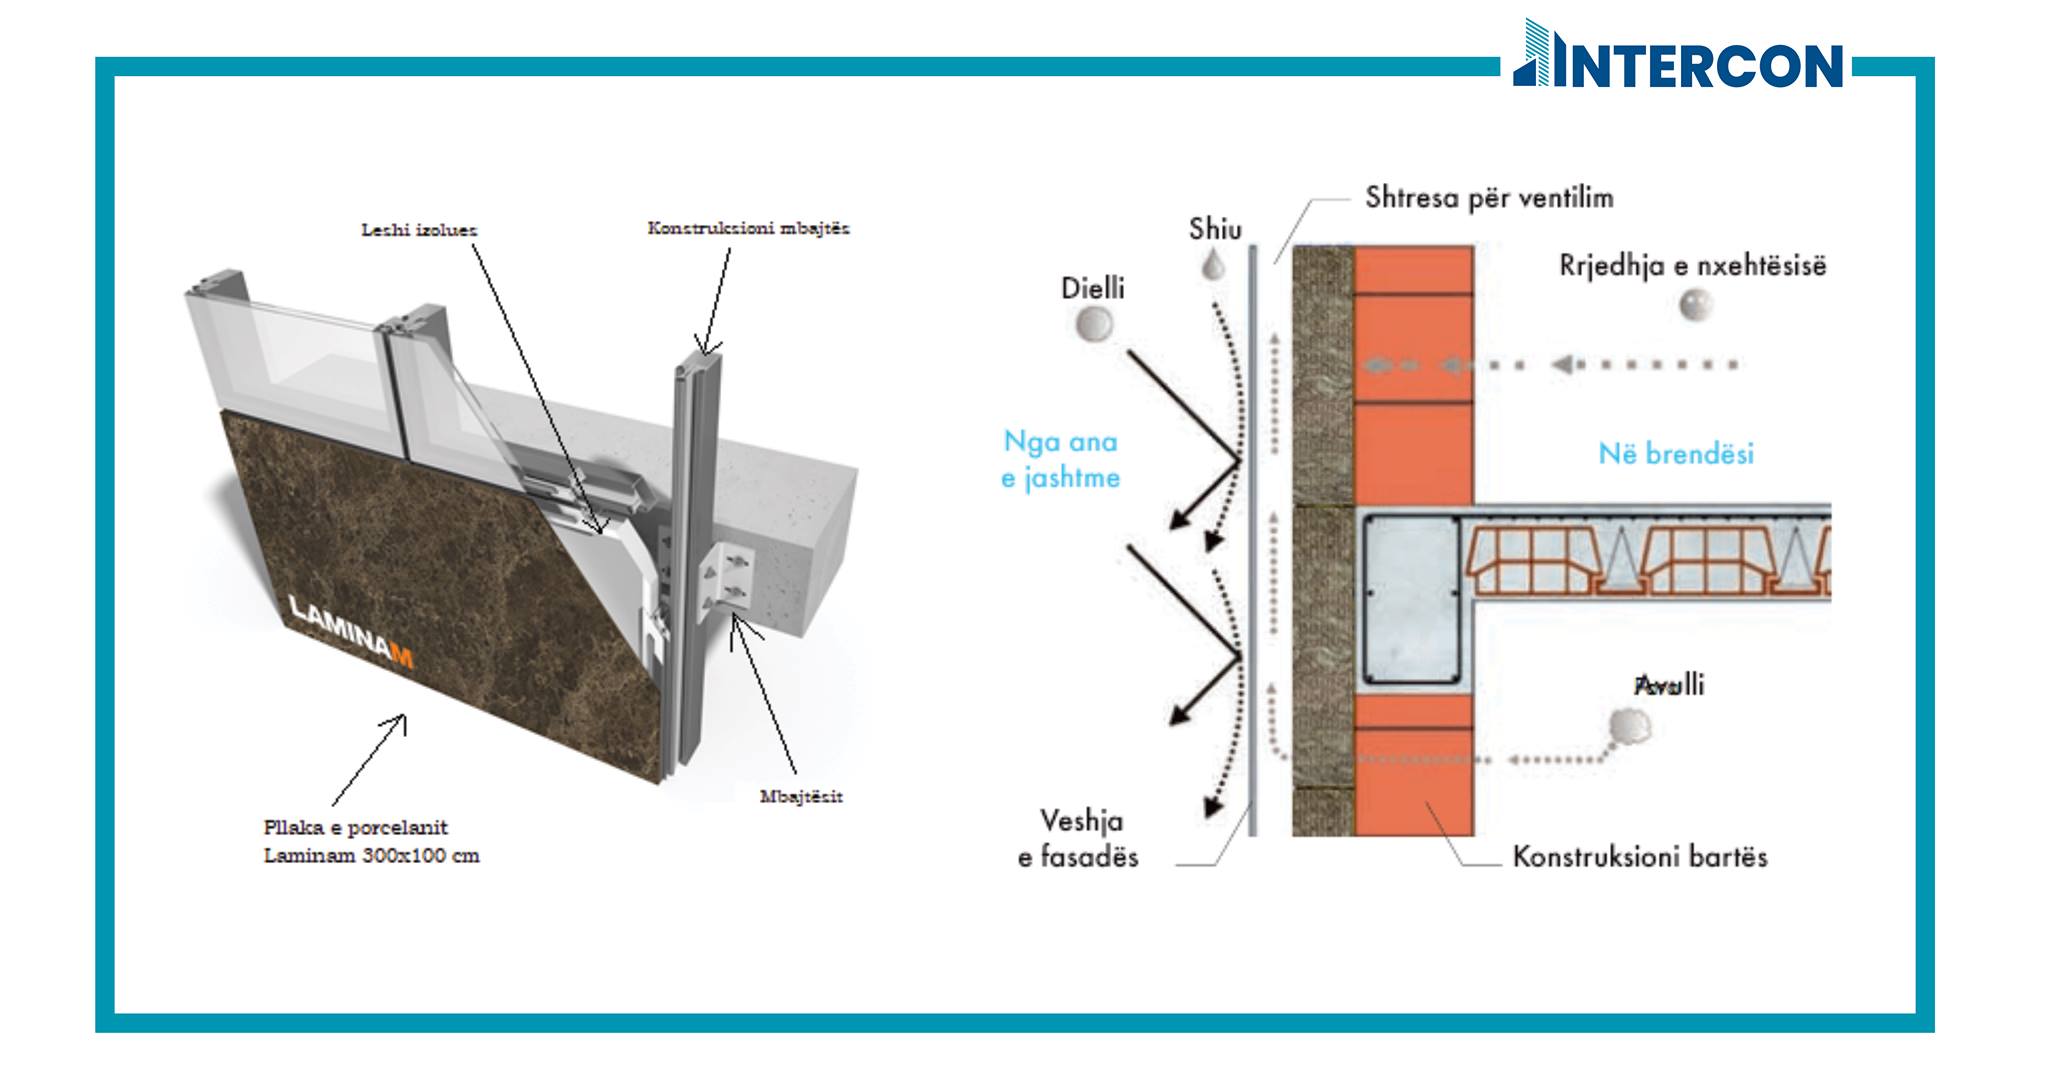 INTERCON
Leshi izolues
Konstruksioni mbajtës
LAMINAM
Mbajtësit
Pllaka e porcelanit
Laminam 300x100 cm
Shtresa për ventilim
Shiu
Dielli
Rrjedhja e nxehtësisë
Nga ana
e jashtme
Në brendësi
Avulli
Veshja
e fasadës
Konstruksioni bartës